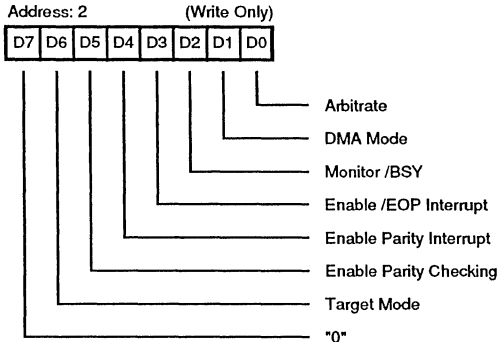 Address: 2 (Write Only)
D7 D6 D5 D4 D3 D2 D1 D0
Arbitrate
DMA Mode
Monitor /BSY
Enable /EOP Interrupt
Enable Parity Interrupt
Enable Parity Checking
Target Mode
"0"